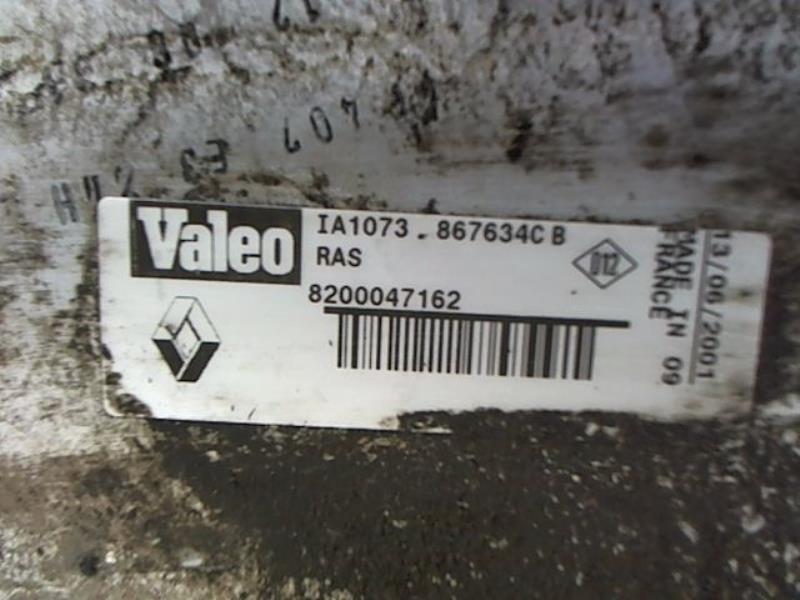 Valeo
IA1073 . 867634C B
RAS
012
8200047162
MADE IN 09
FRANCE
13/06/2001